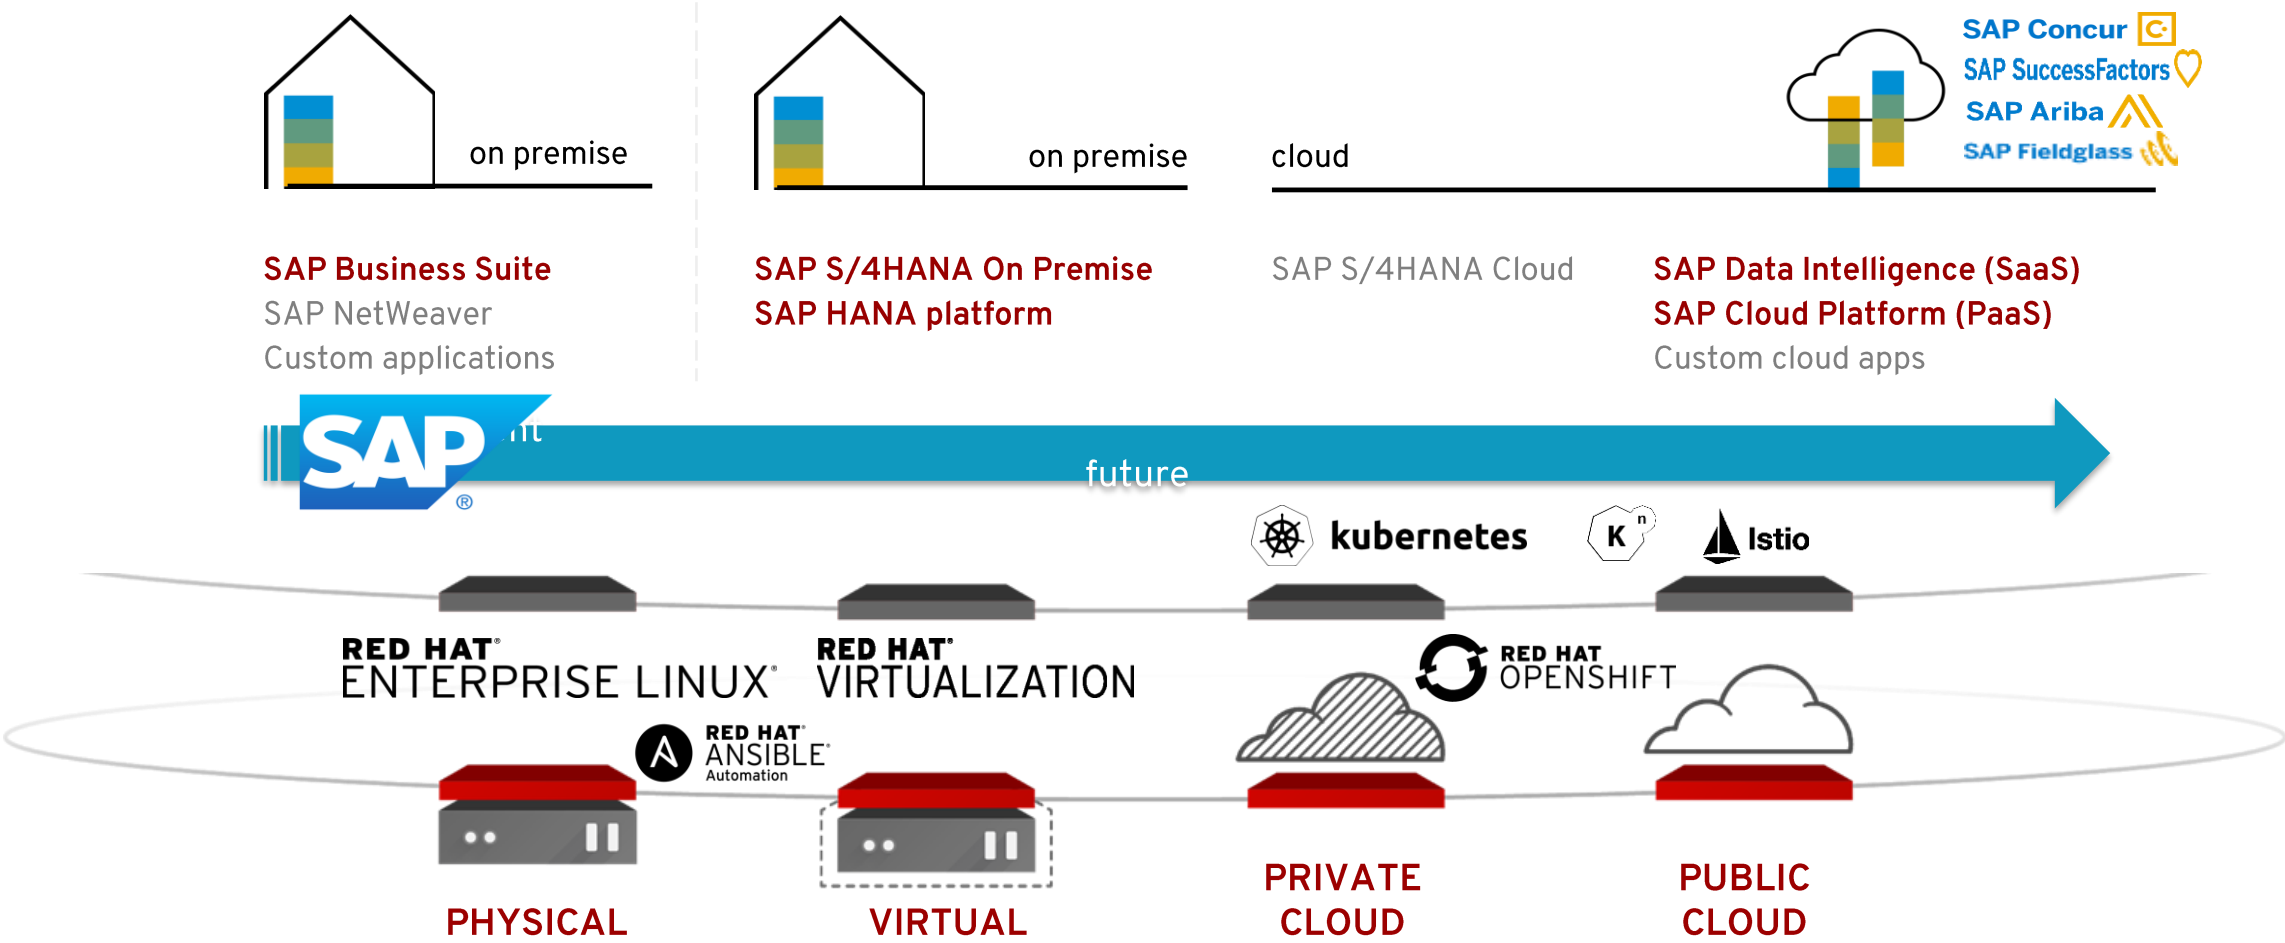 SAP Concur C
SAP SuccessFactors
SAP Ariba
SAP Fieldglass
on premise
on premise
cloud
SAP Business Suite
SAP NetWeaver
Custom applications
SAP S/4HANA On Premise
SAP HANA platform
SAP S/4HANA Cloud
SAP Data Intelligence (SaaS)
SAP Cloud Platform (PaaS)
Custom cloud apps
SAP®
future
kubernetes
Kn
Istio
RED HAT®
ENTERPRISE LINUX®
RED HAT®
VIRTUALIZATION
RED HAT
OPENSHIFT
A
RED HAT®
ANSIBLE®
Automation
PHYSICAL
VIRTUAL
PRIVATE
CLOUD
PUBLIC
CLOUD